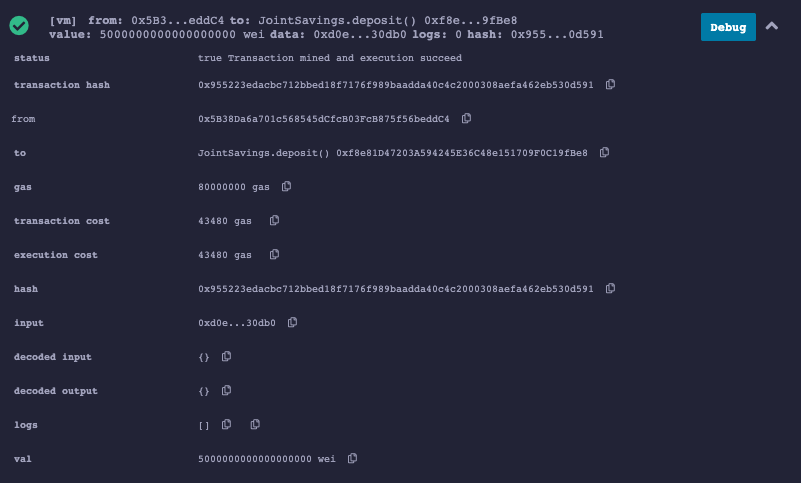 [vm] from: 0x5B3...eddC4 to: JointSavings.deposit() 0xf8e...9fBe8
value: 5000000000000000000 wei data: 0xd0e...30db0 logs: 0 hash: 0x955...0d591
Debug
status true Transaction mined and execution succeed
transaction hash 0x955223edacbc712bbed18f7176f989baadda40c4c2000308aefa462eb530d591
from 0x5B38Da6a701c568545dCfcB03FcB875f56beddC4
to JointSavings.deposit() 0xf8e81D47203A594245E36C48e151709F0C19fBe8
gas 80000000 gas
transaction cost 43480 gas
execution cost 43480 gas
hash 0x955223edacbc712bbed18f7176f989baadda40c4c2000308aefa462eb530d591
input 0xd0e...30db0
decoded input {}
decoded output {}
logs []
val 5000000000000000000 wei